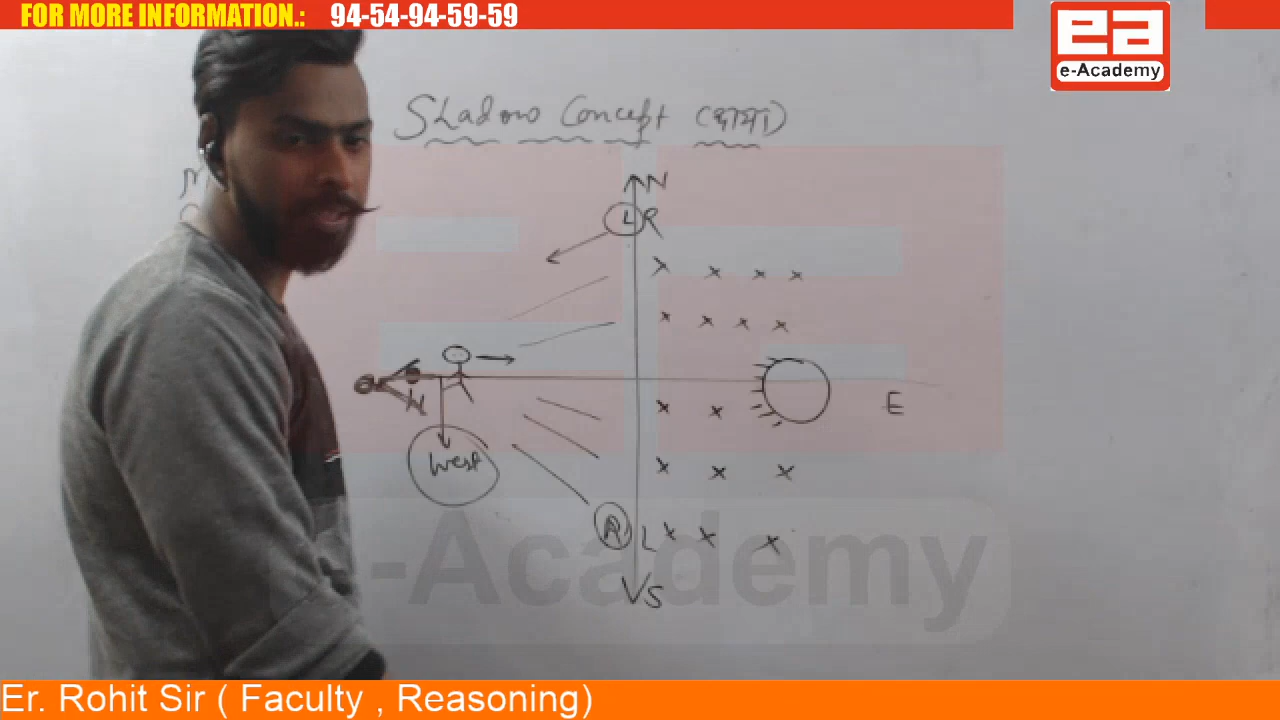 FOR MORE INFORMATION.: 94-54-94-59-59
ea
e-Academy
Shadow Concept (छाया)
N
L R
E
West
R L
S
e-Academy
Er. Rohit Sir ( Faculty , Reasoning)